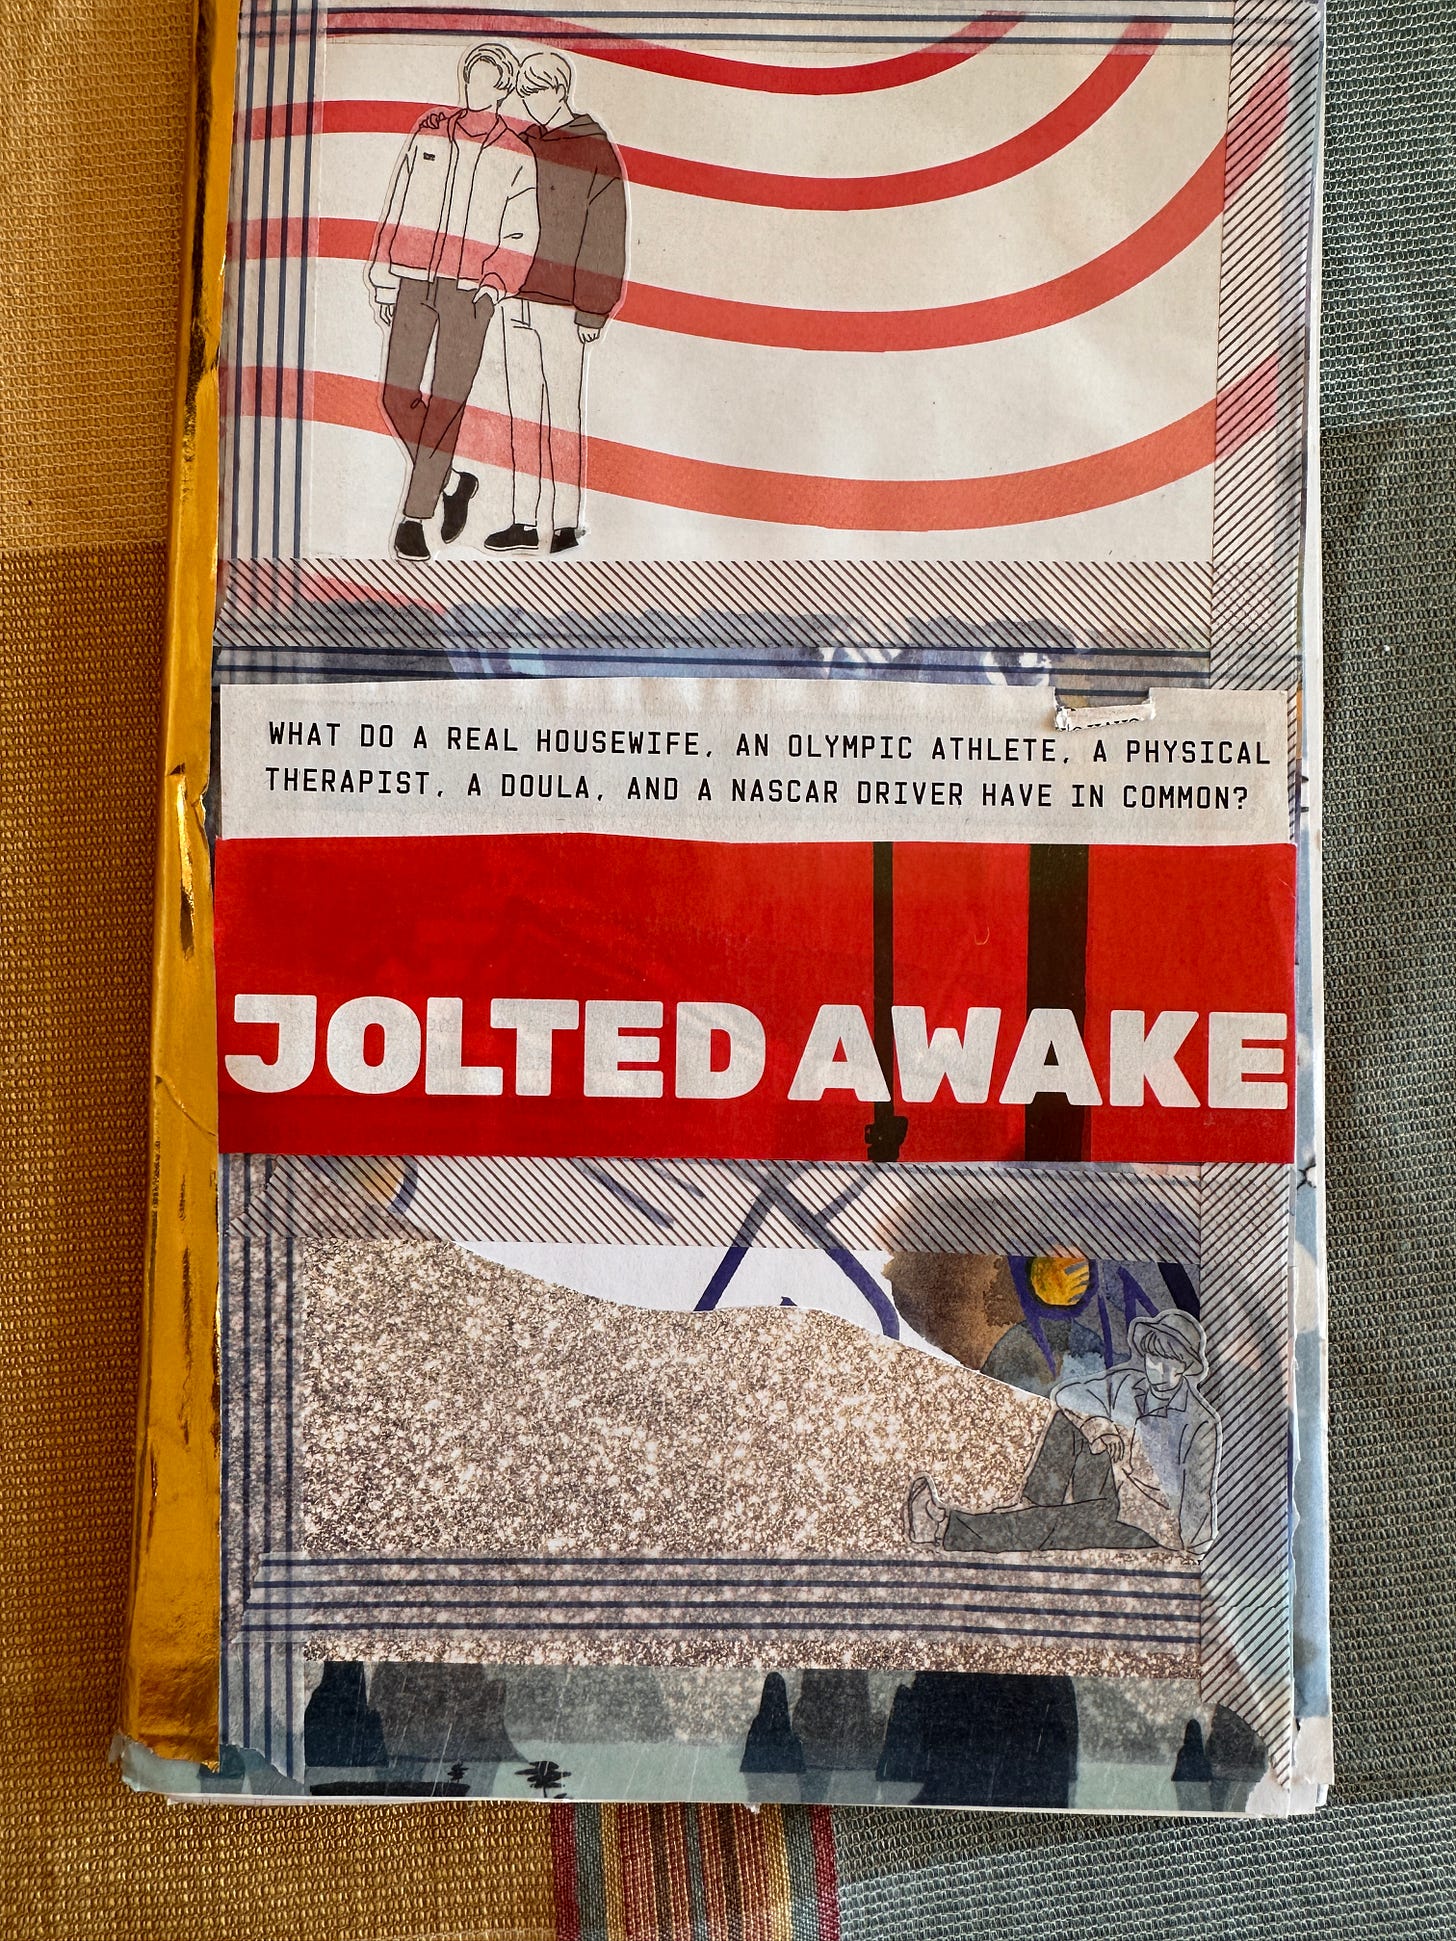 WHAT DO A REAL HOUSEWIFE, AN OLYMPIC ATHLETE, A PHYSICAL
THERAPIST, A DOULA, AND A NASCAR DRIVER HAVE IN COMMON?
JOLTED AWAKE